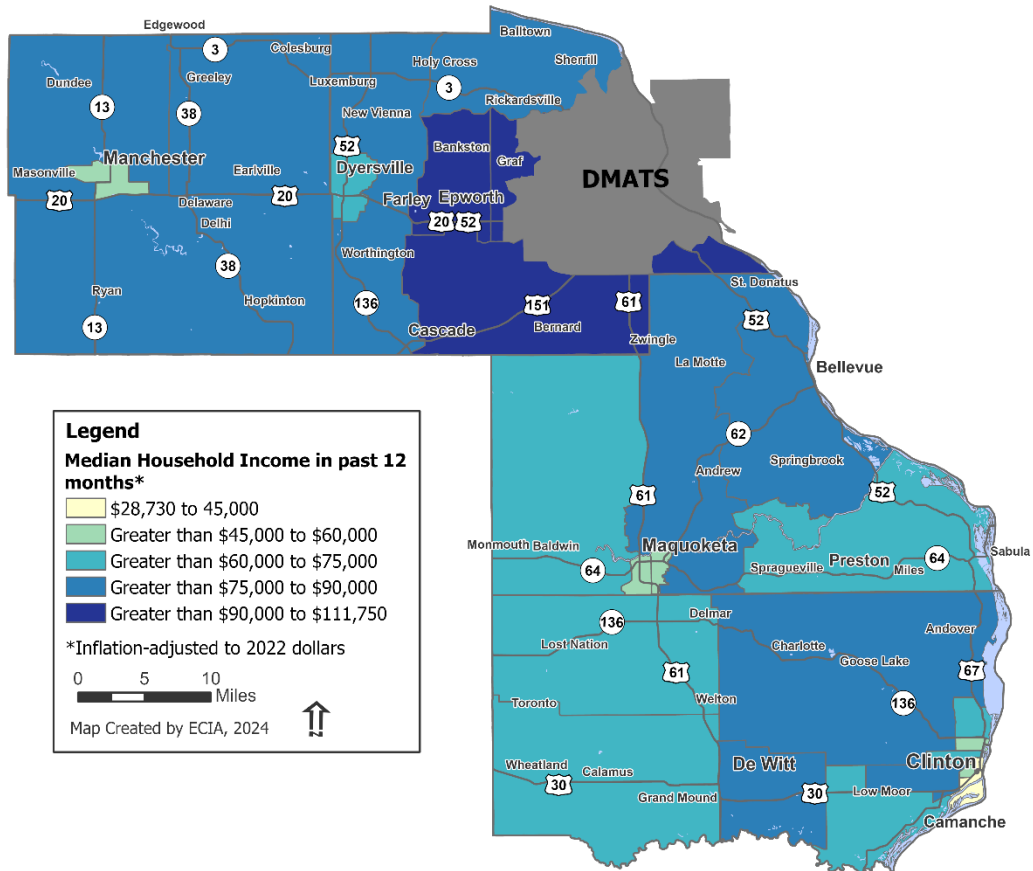 Edgewood
Balltown
3
Colesburg
Holy Cross
Sherrill
Dundee
Greeley
Luxemburg
3
Rickardsville
13
38
New Vienna
52
Bankston
Graf
Masonville
Manchester
Earlville
Dyersville
DMATS
20
Delaware
20
Farley
Epworth
Delhi
20
52
38
Worthington
St. Donatus
Ryan
Hopkinton
136
151
61
52
13
Cascade
Bernard
Zwingle
La Motte
Bellevue
Legend
Median Household Income in past 12
months*
$28,730 to 45,000
Greater than $45,000 to $60,000
Greater than $60,000 to $75,000
Greater than $75,000 to $90,000
Greater than $90,000 to $111,750
*Inflation-adjusted to 2022 dollars
0 5 10
Miles
Map Created by ECIA, 2024
N
62
Andrew
Springbrook
61
52
Monmouth
Baldwin
Maquoketa
64
Spragueville
Preston
Miles
64
Sabula
136
Delmar
Lost Nation
Charlotte
Andover
Goose Lake
61
67
Toronto
Welton
136
Wheatland
Calamus
De Witt
Clinton
30
Grand Mound
30
Low Moor
Camanche